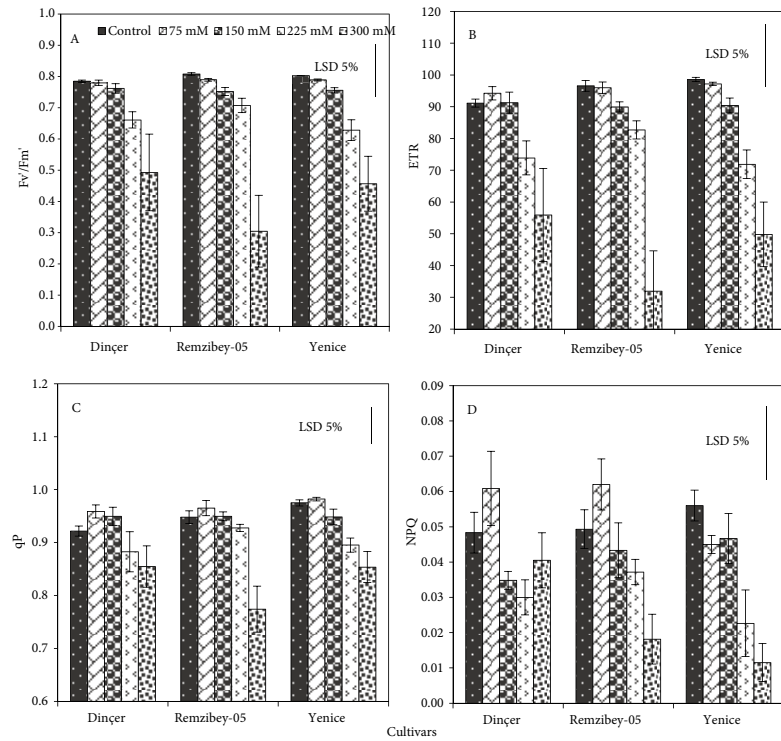 A
Control 75 mM 150 mM 225 mM 300 mM
LSD 5%
Fv'/Fm'
1.0
0.9
0.8
0.7
0.6
0.5
0.4
0.3
0.2
0.1
0.0
Dinçer Remzibey-05 Yenice
B
LSD 5%
ETR
120
110
100
90
80
70
60
50
40
30
20
Dinçer Remzibey-05 Yenice
C
LSD 5%
qP
1.2
1.1
1.0
0.9
0.8
0.7
0.6
Dinçer Remzibey-05 Yenice
D
LSD 5%
NPQ
0.09
0.08
0.07
0.06
0.05
0.04
0.03
0.02
0.01
0.00
Dinçer Remzibey-05 Yenice
Cultivars